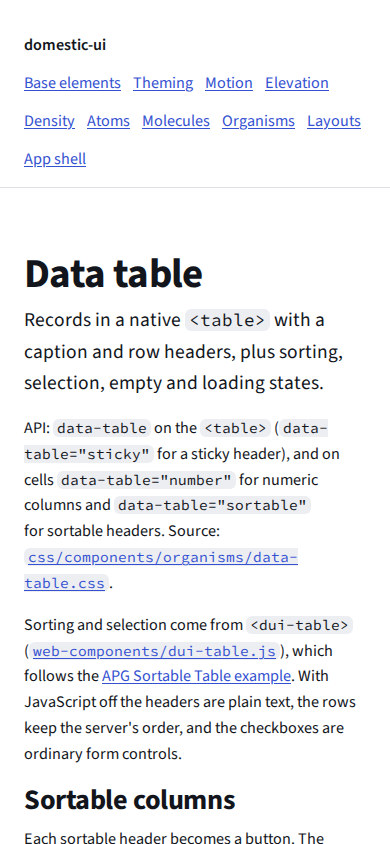 domestic-ui
Base elements Theming Motion Elevation
Density Atoms Molecules Organisms Layouts
App shell
Data table
Records in a native <table> with a
caption and row headers, plus sorting,
selection, empty and loading states.
API: data-table on the <table> ( data-
table="sticky" for a sticky header), and on
cells data-table="number" for numeric
columns and data-table="sortable"
for sortable headers. Source:
css/components/organisms/data-
table.css .
Sorting and selection come from <dui-table>
( web-components/dui-table.js ), which
follows the APG Sortable Table example. With
JavaScript off the headers are plain text, the rows
keep the server's order, and the checkboxes are
ordinary form controls.
Sortable columns
Each sortable header becomes a button. The